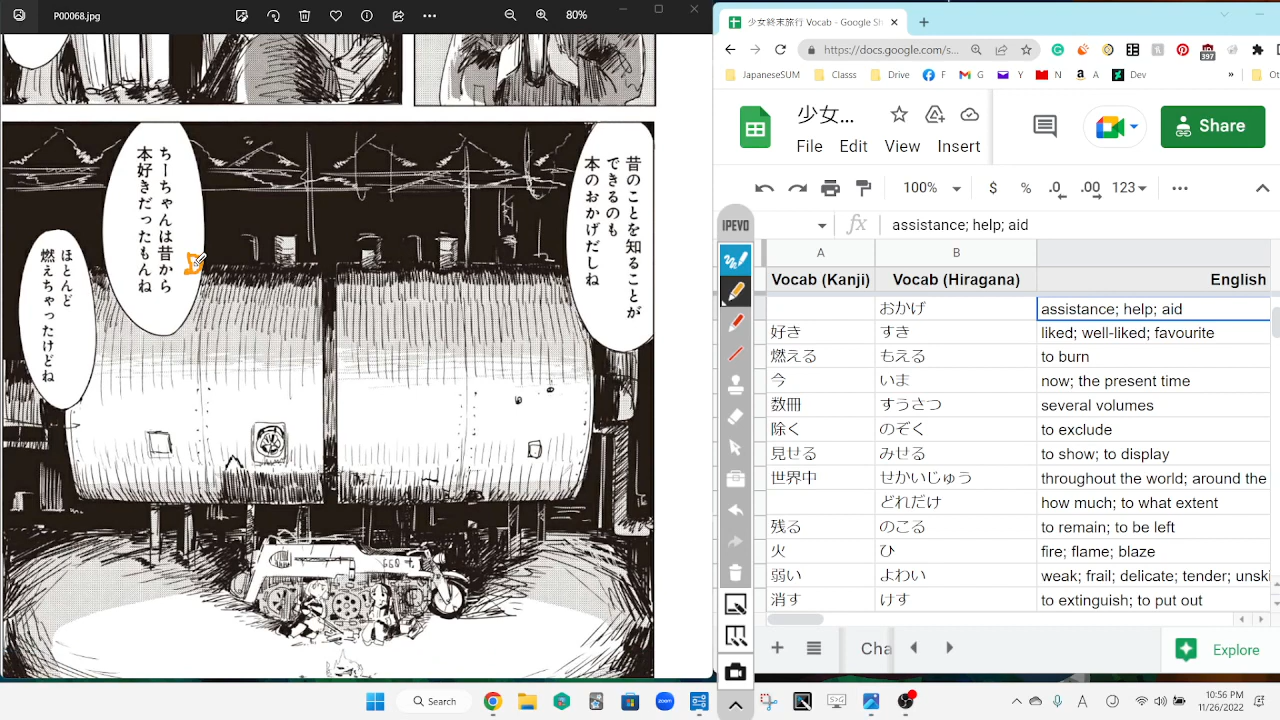 P00068.jpg
80%
昔のことを知ることが
できるのも
本のおかげだしね
ちーちゃんは昔から
本好きだったもんね
ほとんど
燃えちゃったけどね
少女終末旅行 Vocab - Google Sh
https://docs.google.com/s...
397
JapaneseSUM
Classs
Drive
F
G
Y
N
A
Dev
Ot
少女...
Share
File Edit View Insert
100%
$ % .0 .00 123
IPEVO
assistance; help; aid
A B
Vocab (Kanji) Vocab (Hiragana) English
おかげ assistance; help; aid
好き すき liked; well-liked; favourite
燃える もえる to burn
今 いま now; the present time
数冊 すうさつ several volumes
除く のぞく to exclude
見せる みせる to show; to display
世界中 せかいじゅう throughout the world; around the
どれだけ how much; to what extent
残る のこる to remain; to be left
火 ひ fire; flame; blaze
弱い よわい weak; frail; delicate; tender; unsk
消す けす to extinguish; to put out
Cha
Explore
Search
zoom
10:56 PM
11/26/2022